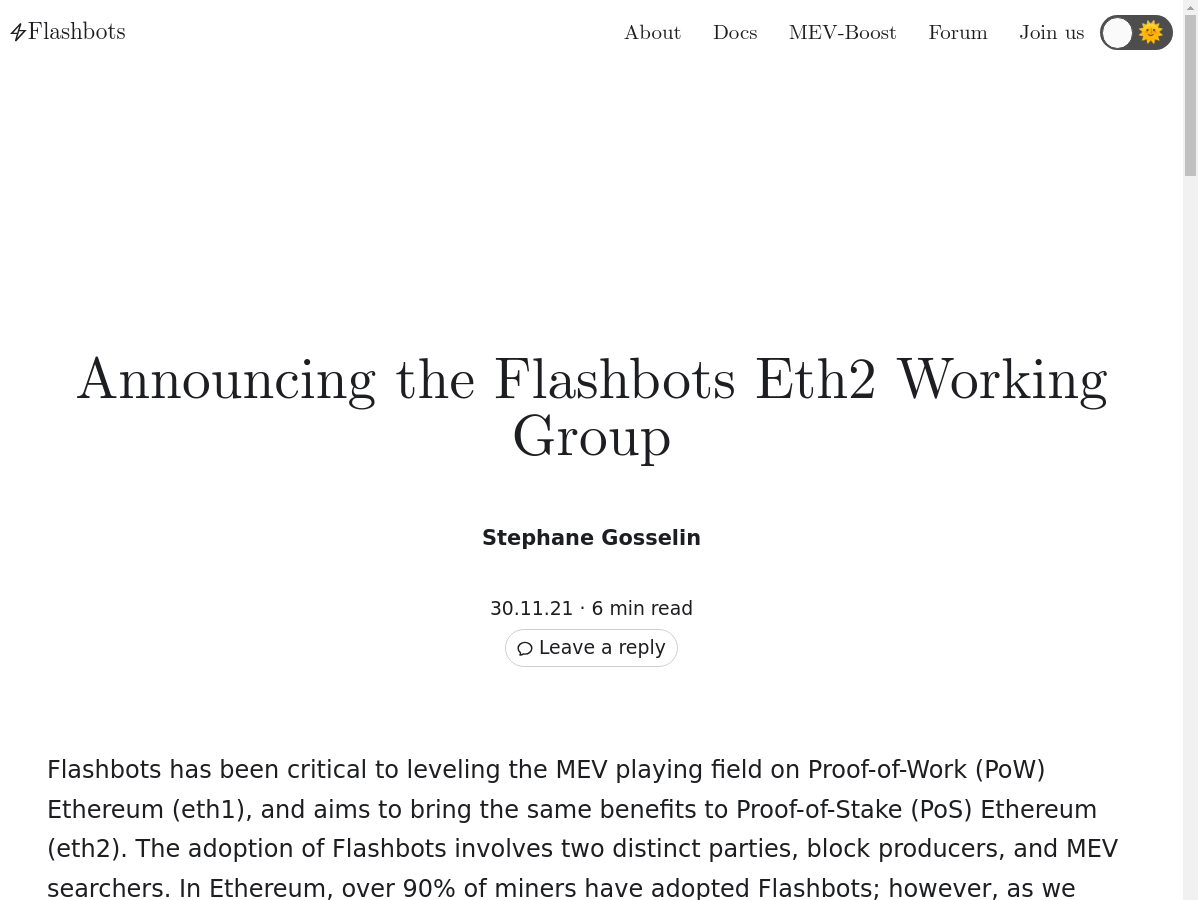 Flashbots
About Docs MEV-Boost Forum Join us
Announcing the Flashbots Eth2 Working
Group
Stephane Gosselin
30.11.21 · 6 min read
Leave a reply
Flashbots has been critical to leveling the MEV playing field on Proof-of-Work (PoW)
Ethereum (eth1), and aims to bring the same benefits to Proof-of-Stake (PoS) Ethereum
(eth2). The adoption of Flashbots involves two distinct parties, block producers, and MEV
searchers. In Ethereum, over 90% of miners have adopted Flashbots; however, as we